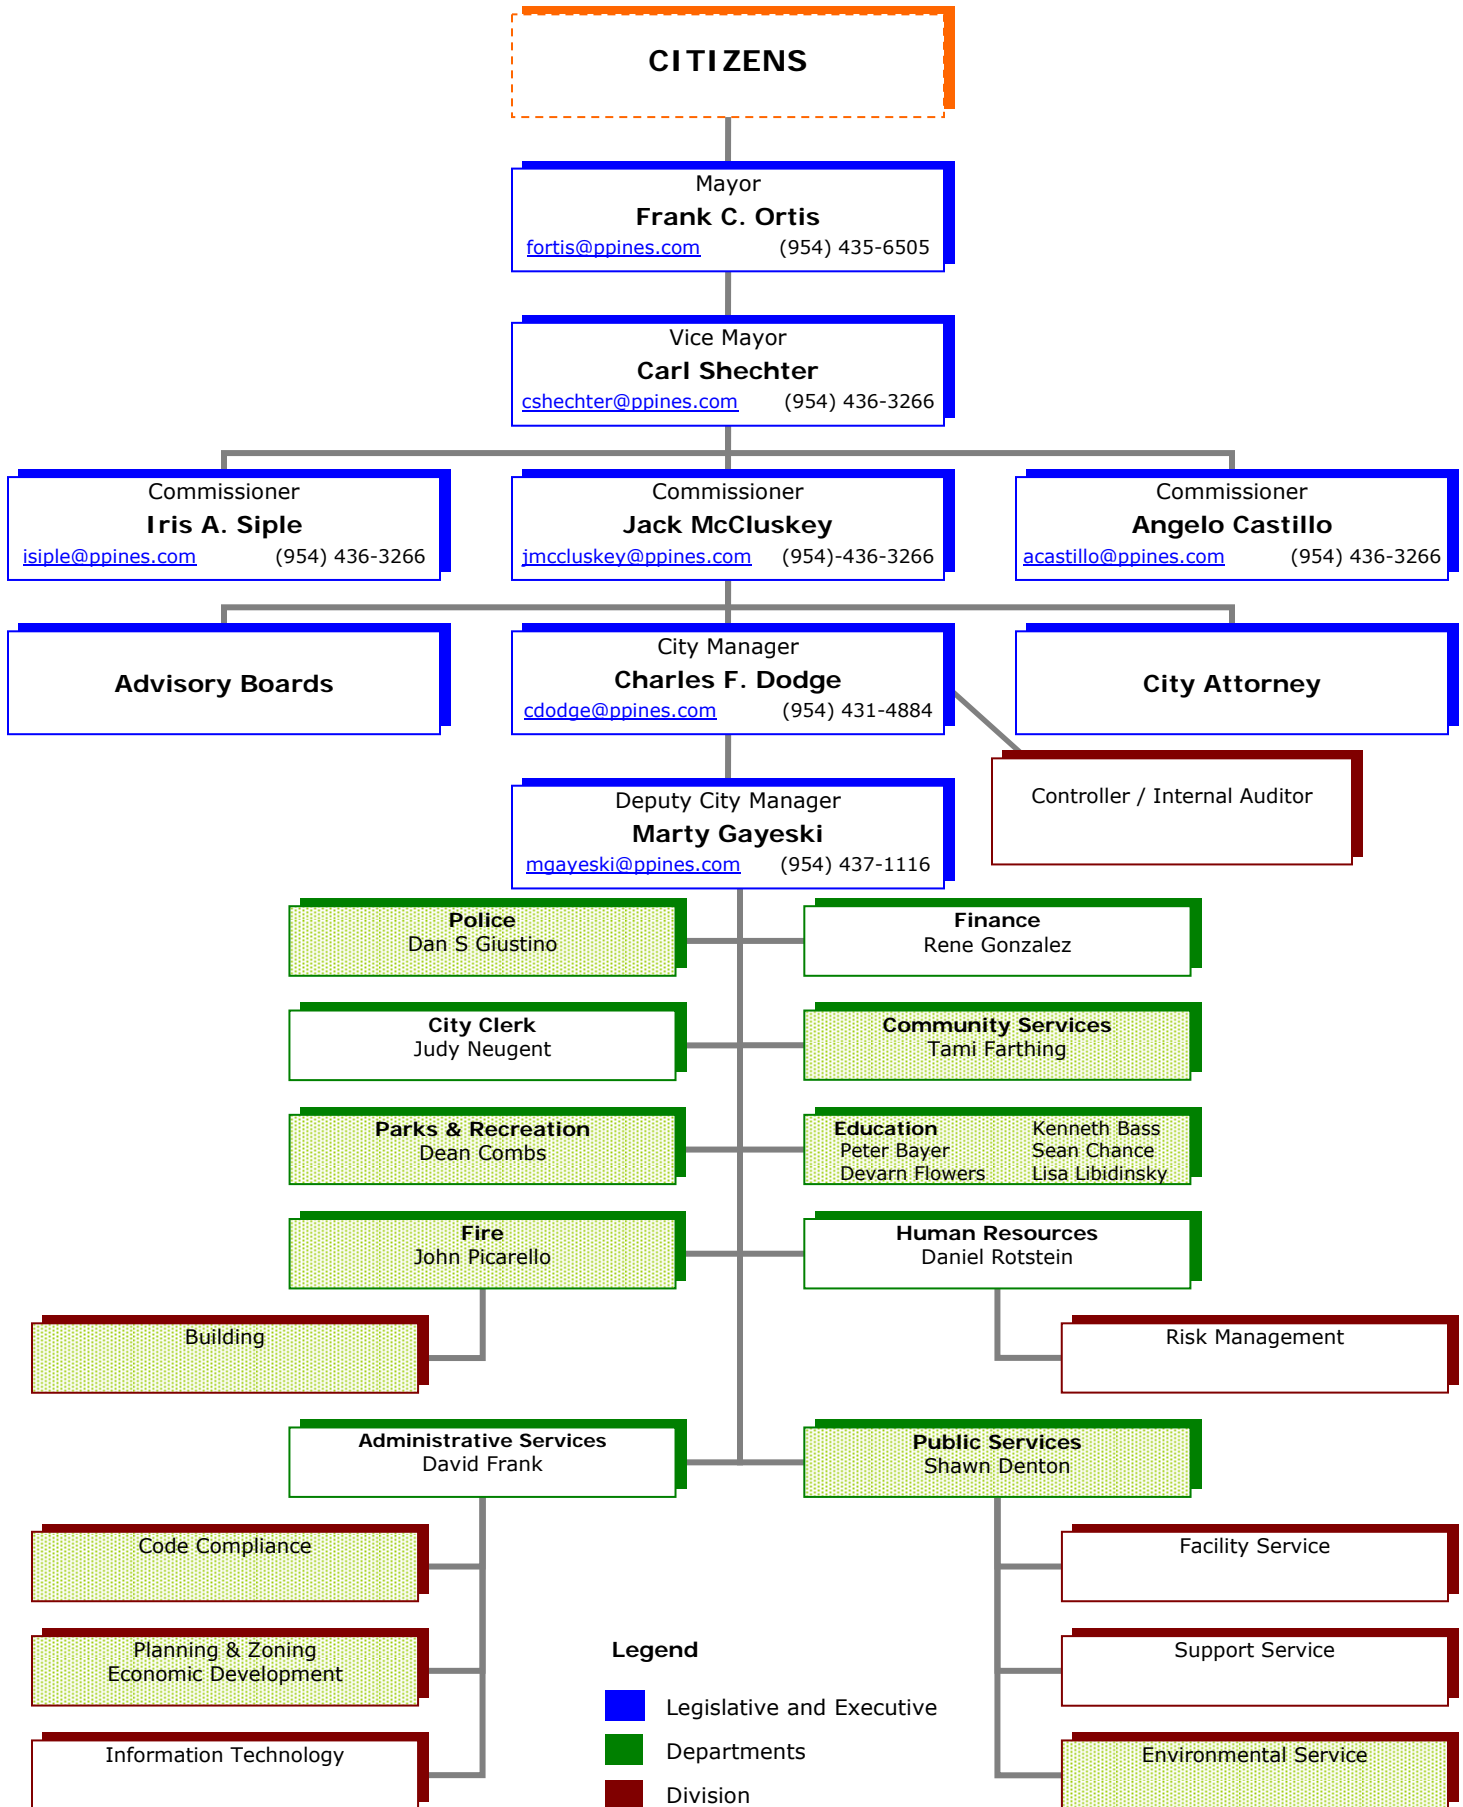 CITIZENS
Mayor
Frank C. Ortis
fortis@ppines.com (954) 435-6505
Vice Mayor
Carl Shechter
cshechter@ppines.com (954) 436-3266
Commissioner
Iris A. Siple
isiple@ppines.com (954) 436-3266
Commissioner
Jack McCluskey
jmccluskey@ppines.com (954)-436-3266
Commissioner
Angelo Castillo
acastillo@ppines.com (954) 436-3266
Advisory Boards
City Manager
Charles F. Dodge
cdodge@ppines.com (954) 431-4884
City Attorney
Controller / Internal Auditor
Deputy City Manager
Marty Gayeski
mgayeski@ppines.com (954) 437-1116
Police
Dan S Giustino
Finance
Rene Gonzalez
City Clerk
Judy Neugent
Community Services
Tami Farthing
Parks & Recreation
Dean Combs
Education Kenneth Bass
Peter Bayer Sean Chance
Devarn Flowers Lisa Libidinsky
Fire
John Picarello
Human Resources
Daniel Rotstein
Building
Risk Management
Administrative Services
David Frank
Public Services
Shawn Denton
Code Compliance
Facility Service
Planning & Zoning
Economic Development
Support Service
Information Technology
Environmental Service
Legend
Legislative and Executive
Departments
Division